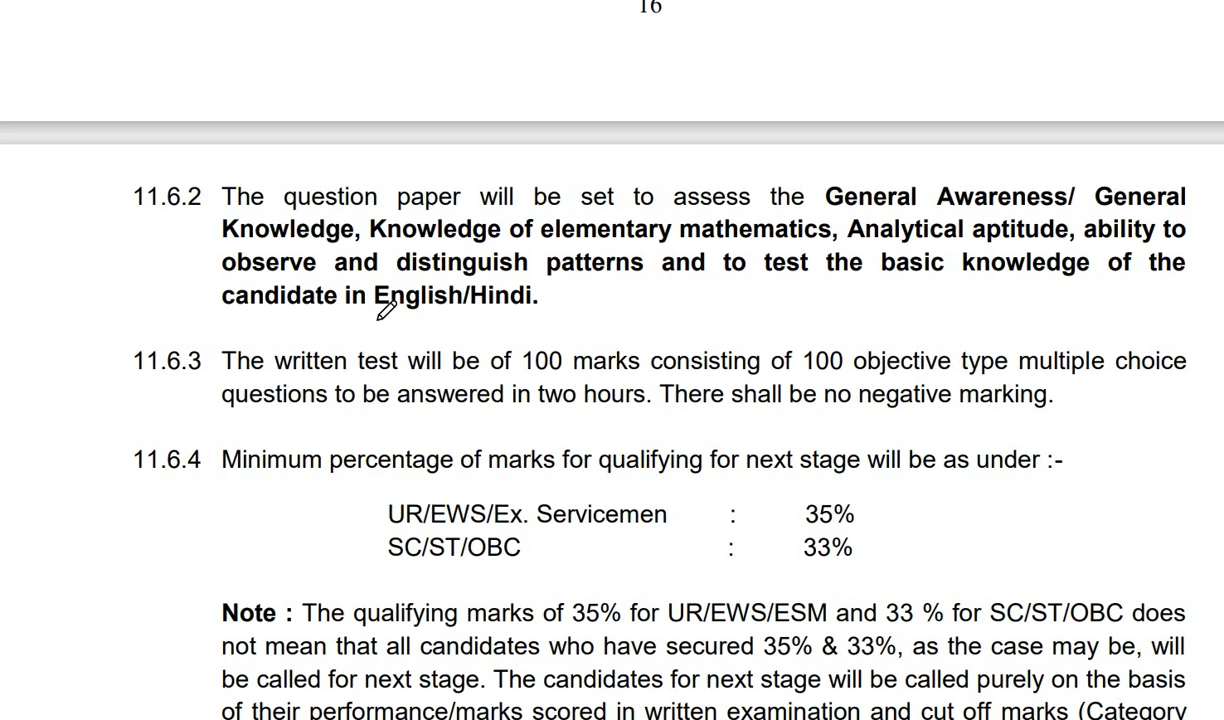 16
11.6.2 The question paper will be set to assess the General Awareness/ General
Knowledge, Knowledge of elementary mathematics, Analytical aptitude, ability to
observe and distinguish patterns and to test the basic knowledge of the
candidate in English/Hindi.
11.6.3 The written test will be of 100 marks consisting of 100 objective type multiple choice
questions to be answered in two hours. There shall be no negative marking.
11.6.4 Minimum percentage of marks for qualifying for next stage will be as under :-
UR/EWS/Ex. Servicemen : 35%
SC/ST/OBC : 33%
Note : The qualifying marks of 35% for UR/EWS/ESM and 33 % for SC/ST/OBC does
not mean that all candidates who have secured 35% & 33%, as the case may be, will
be called for next stage. The candidates for next stage will be called purely on the basis
of their performance/marks scored in written examination and cut off marks (Category